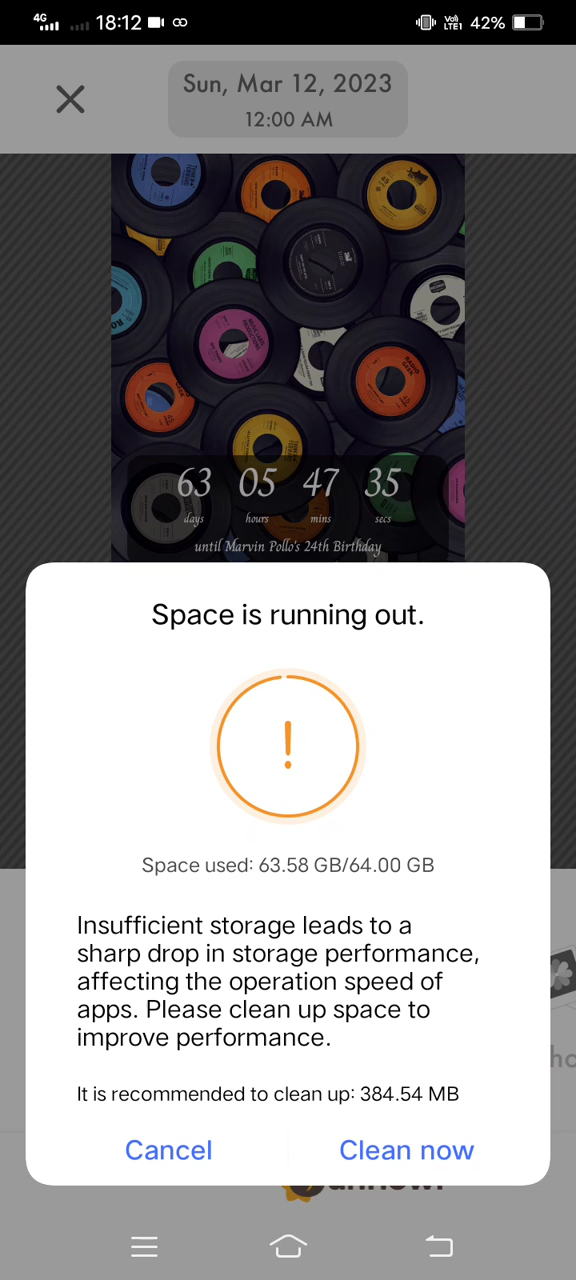 4G 18:12 Vo) LTE1 42%
Sun, Mar 12, 2023
12:00 AM
63 05 47 35
days hours mins secs
until Marvin Pollo's 24th Birthday
Space is running out.
!
Space used: 63.58 GB/64.00 GB
Insufficient storage leads to a
sharp drop in storage performance,
affecting the operation speed of
apps. Please clean up space to
improve performance.
It is recommended to clean up: 384.54 MB
Cancel Clean now